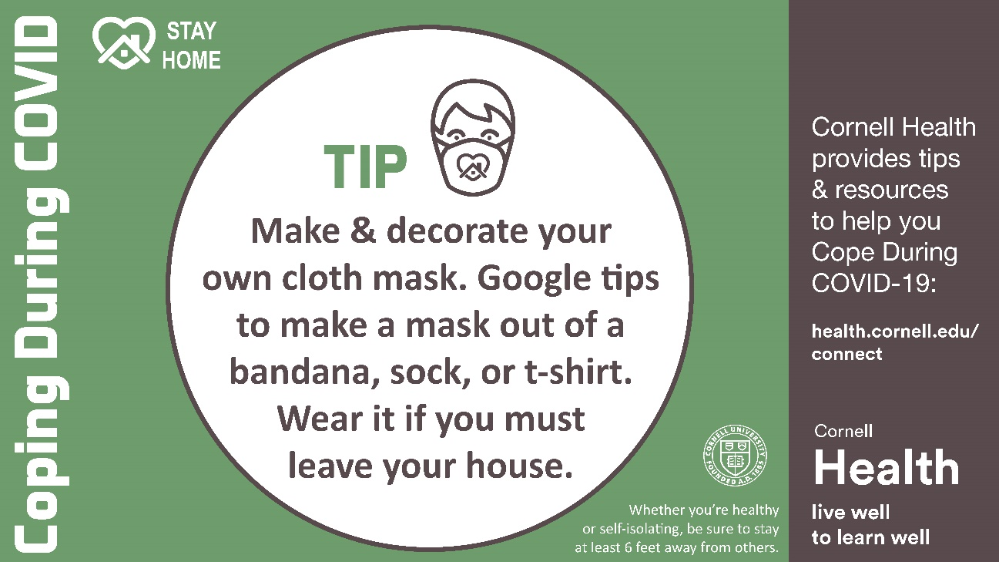 Coping During COVID
STAY
HOME
TIP
Make & decorate your
own cloth mask. Google tips
to make a mask out of a
bandana, sock, or t-shirt.
Wear it if you must
leave your house.
CORNELL UNIVERSITY
FOUNDED A.D. 1865
Whether you're healthy
or self-isolating, be sure to stay
at least 6 feet away from others.
Cornell Health
provides tips
& resources
to help you
Cope During
COVID-19:
health.cornell.edu/
connect
Cornell
Health
live well
to learn well